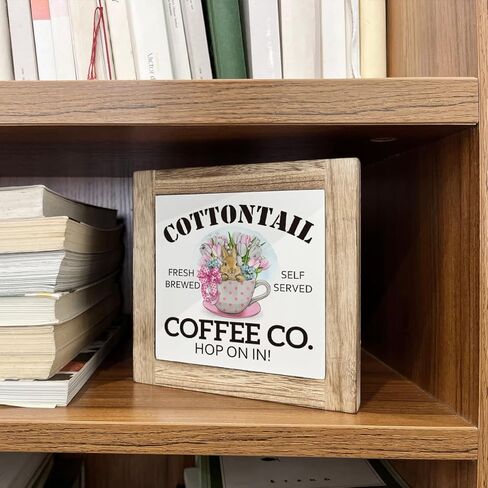 COTTONTAIL
FRESH BREWED
SELF SERVED
COFFEE CO.
HOP ON IN!